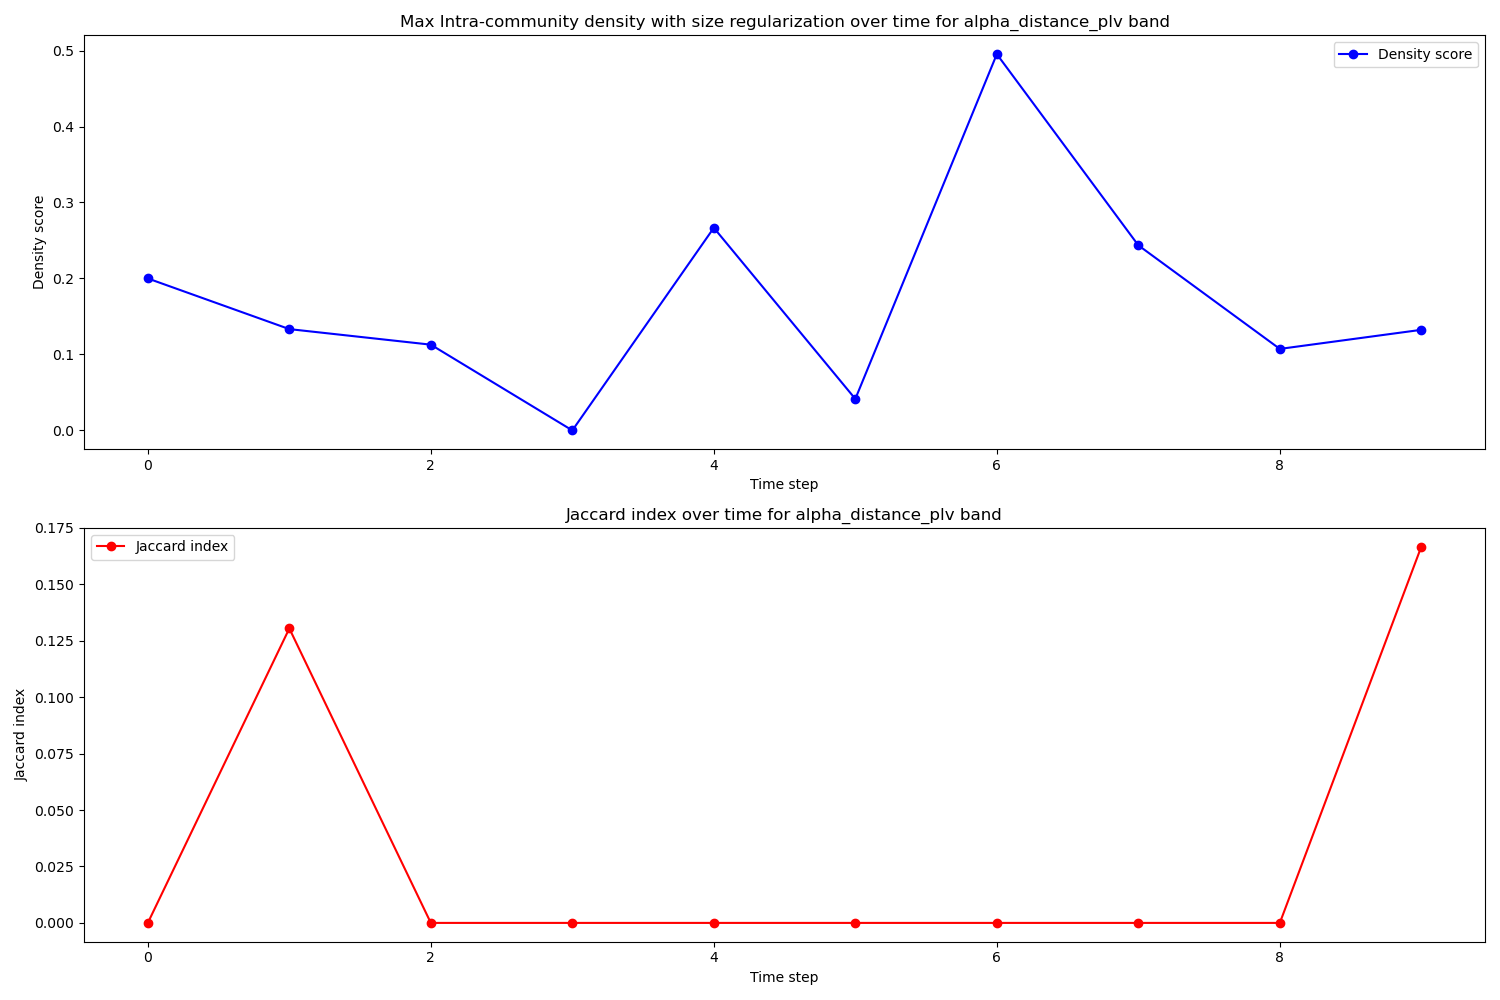 Max Intra-community density with size regularization over time for alpha_distance_plv band
Density score
0.5
0.4
0.3
0.2
0.1
0.0
Density score
0 2 4 6 8
Time step
Jaccard index over time for alpha_distance_plv band
Jaccard index
0.175
0.150
0.125
0.100
0.075
0.050
0.025
0.000
Jaccard index
0 2 4 6 8
Time step